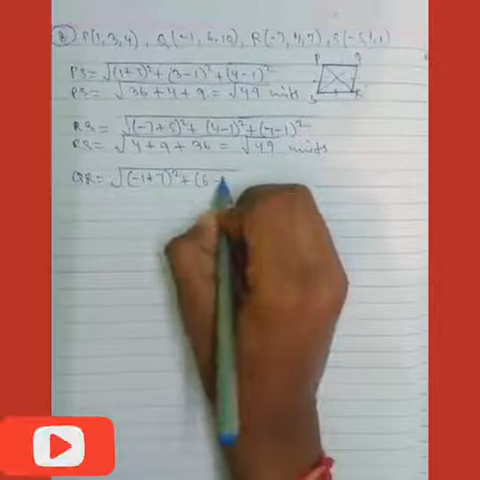 8) P(1,3,4), Q(-1,6,10), R(-7,4,7), S(-5,1,1)
P Q
S R
PS = √(1+5)² + (3-1)² + (4-1)²
PS = √36+4+9 = √49 units
RS = √(-7+5)² + (4-1)² + (7-1)²
RS = √4+9+36 = √49 units
QR = √(-1+7)² + (6 -